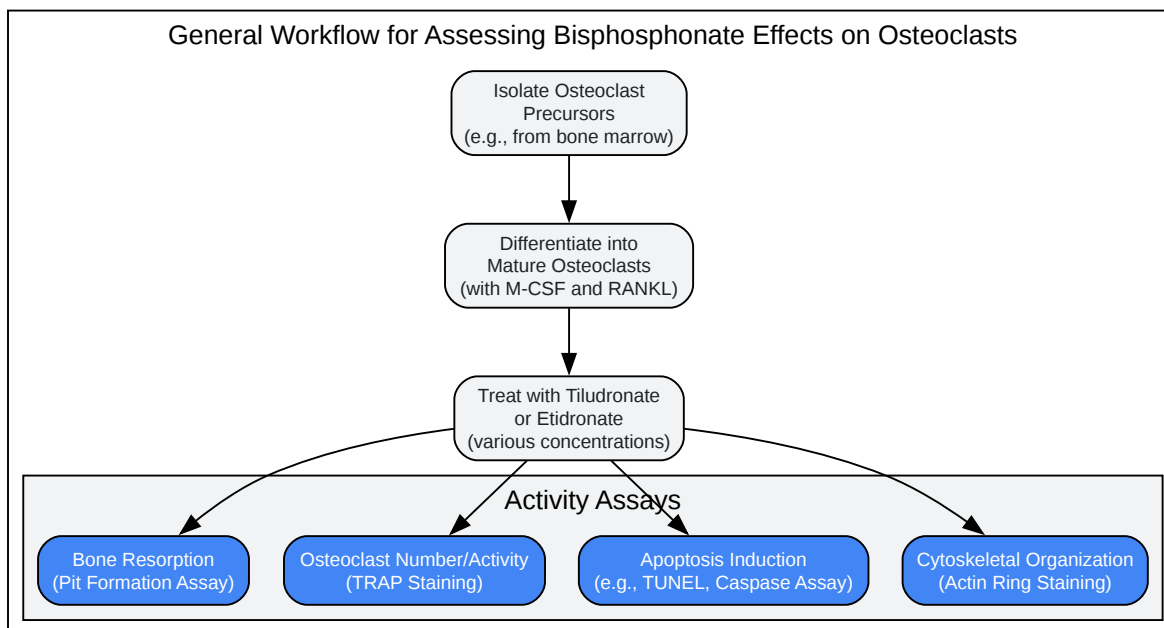 General Workflow for Assessing Bisphosphonate Effects on Osteoclasts
Isolate Osteoclast
Precursors
(e.g., from bone marrow)
Differentiate into
Mature Osteoclasts
(with M-CSF and RANKL)
Treat with Tiludronate
or Etidronate
(various concentrations)
Activity Assays
Bone Resorption
(Pit Formation Assay)
Osteoclast Number/Activity
(TRAP Staining)
Apoptosis Induction
(e.g., TUNEL, Caspase Assay)
Cytoskeletal Organization
(Actin Ring Staining)